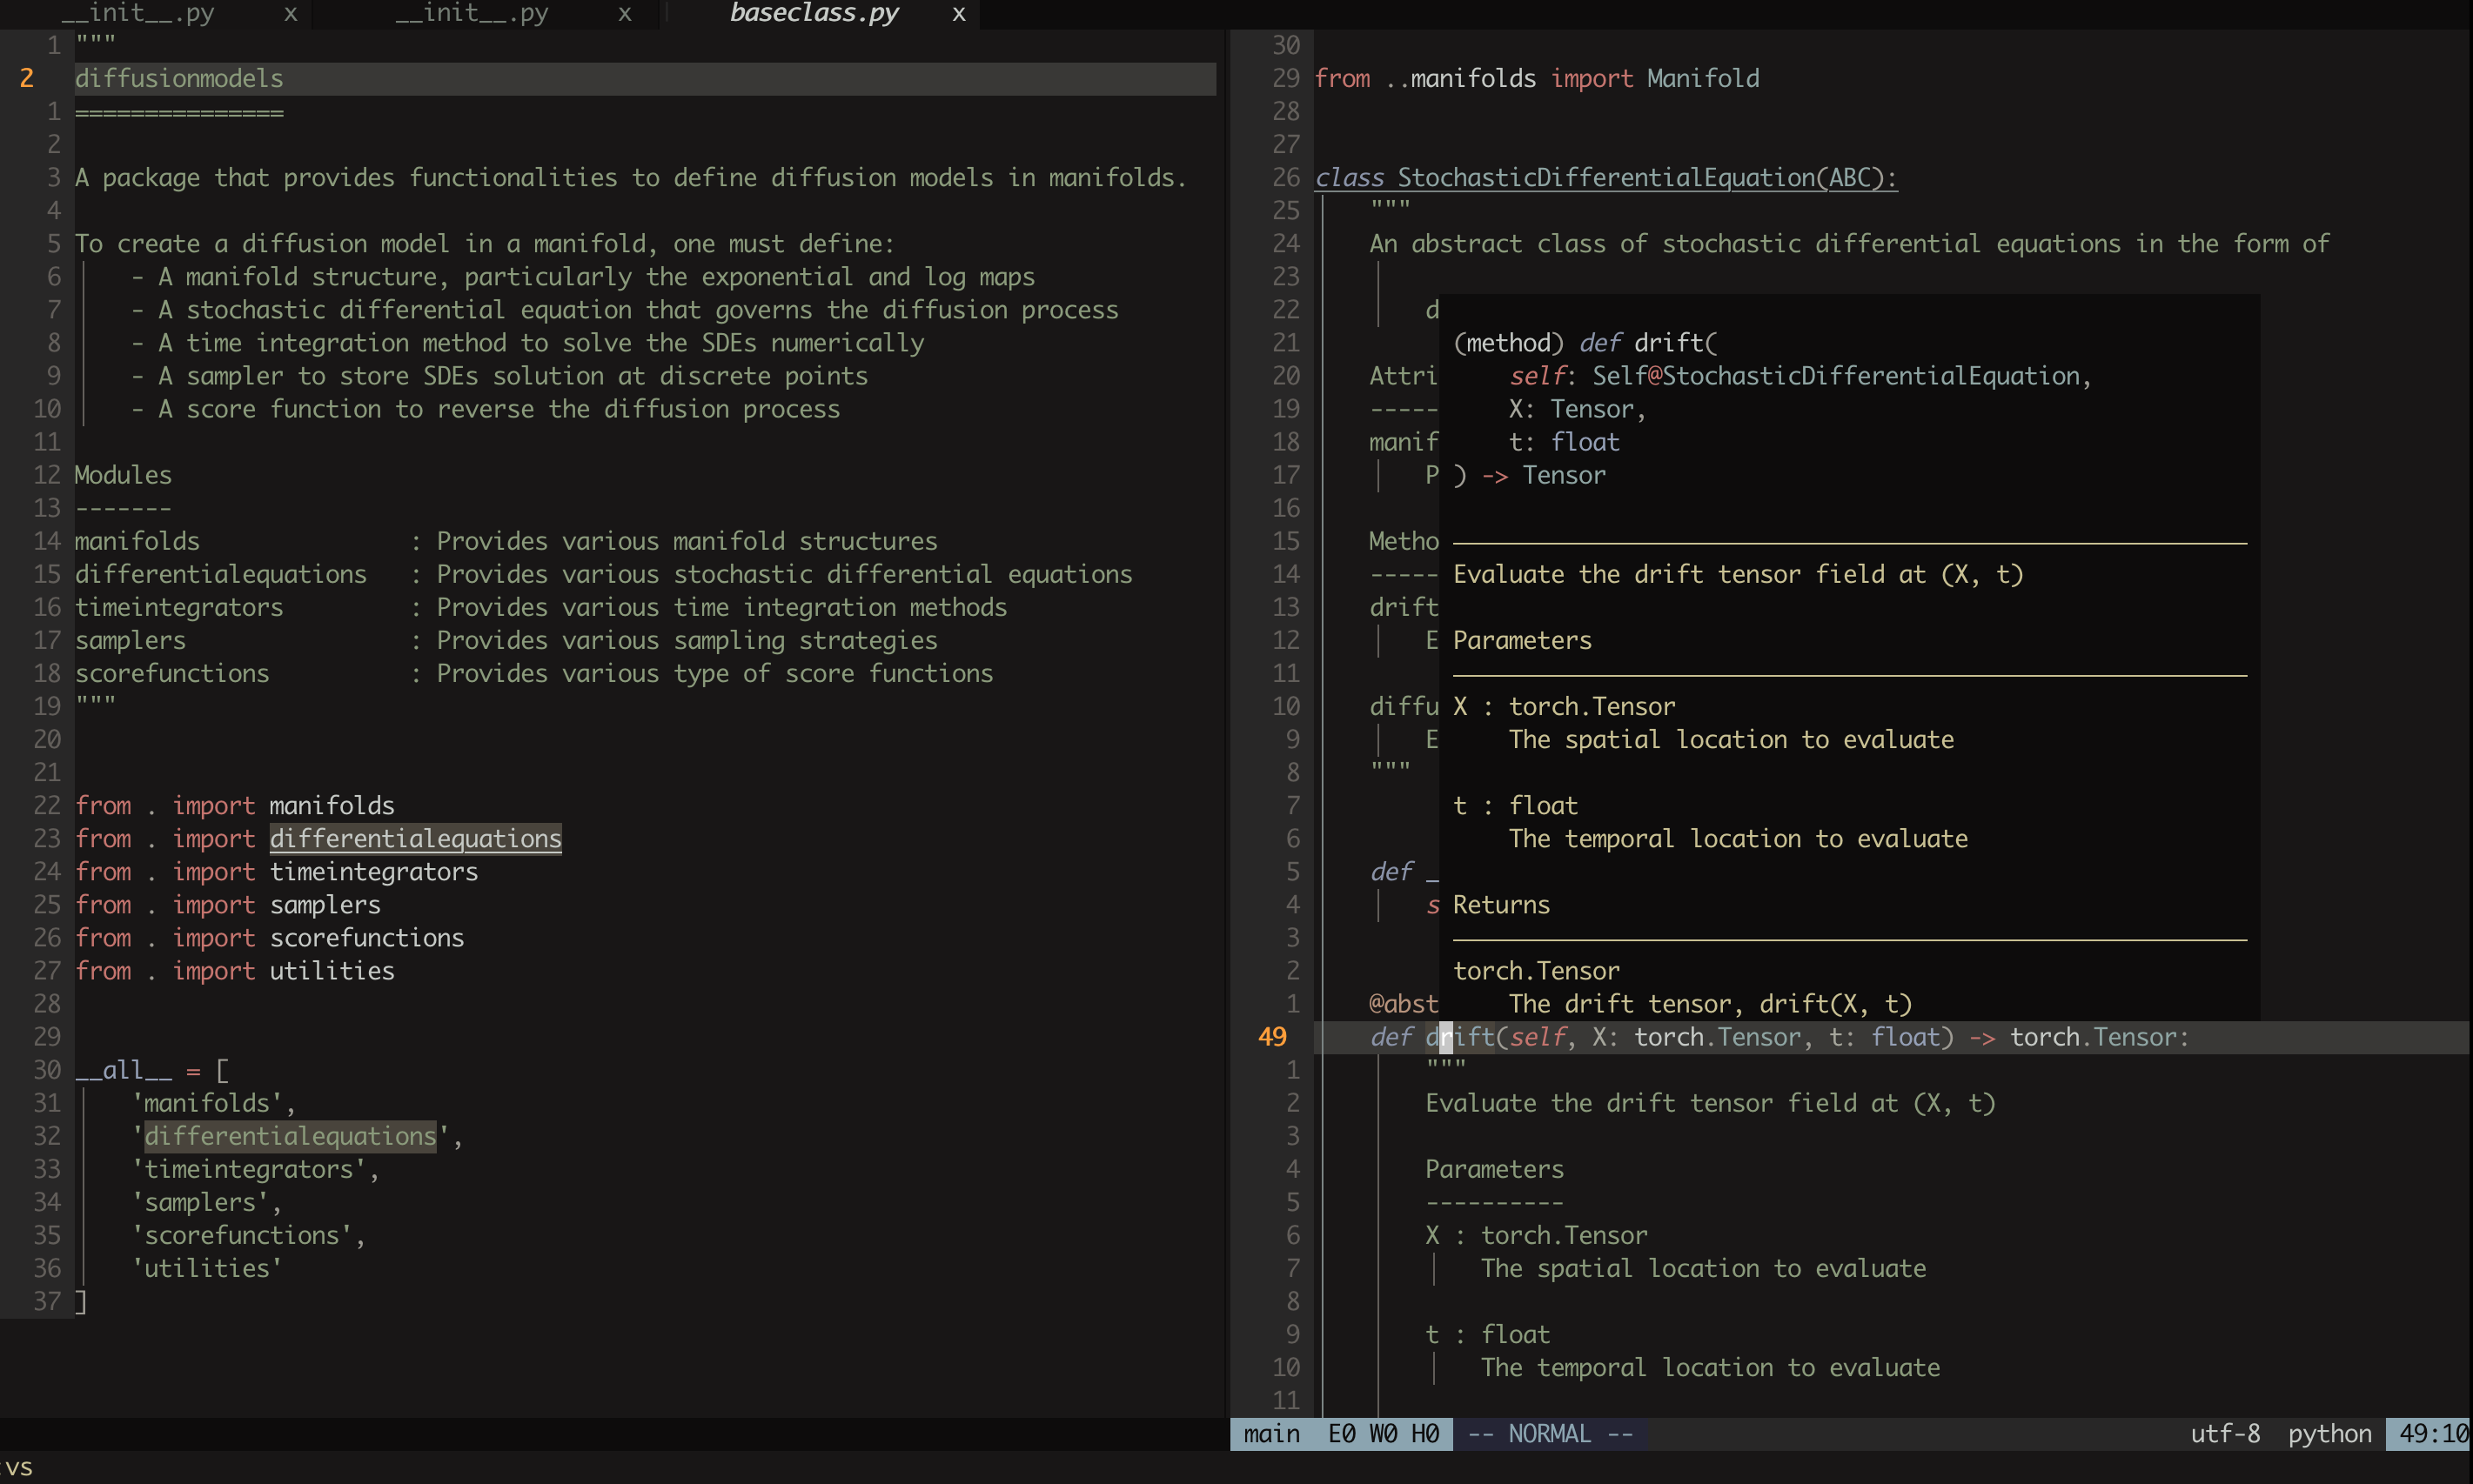 __init__.py x __init__.py x baseclass.py x
1 """
2 diffusionmodels
1 ===============
2
3 A package that provides functionalities to define diffusion models in manifolds.
4
5 To create a diffusion model in a manifold, one must define:
6 - A manifold structure, particularly the exponential and log maps
7 - A stochastic differential equation that governs the diffusion process
8 - A time integration method to solve the SDEs numerically
9 - A sampler to store SDEs solution at discrete points
10 - A score function to reverse the diffusion process
11
12 Modules
13 -------
14 manifolds : Provides various manifold structures
15 differentialequations : Provides various stochastic differential equations
16 timeintegrators : Provides various time integration methods
17 samplers : Provides various sampling strategies
18 scorefunctions : Provides various type of score functions
19 """
20
21
22 from . import manifolds
23 from . import differentialequations
24 from . import timeintegrators
25 from . import samplers
26 from . import scorefunctions
27 from . import utilities
28
29
30 __all__ = [
31 'manifolds',
32 'differentialequations',
33 'timeintegrators',
34 'samplers',
35 'scorefunctions',
36 'utilities'
37 ]
30
29 from ..manifolds import Manifold
28
27
26 class StochasticDifferentialEquation(ABC):
25 """
24 An abstract class of stochastic differential equations in the form of
23
22 d
21
20 Attri
19 -----
18 manif
17 P
16
15 Metho
14 -----
13 drift
12 E
11
10 diffu
9 E
8 """
7
6
5 def _
4 s
3
2
1 @abst
(method) def drift(
self: Self@StochasticDifferentialEquation,
X: Tensor,
t: float
) -> Tensor
Evaluate the drift tensor field at (X, t)
Parameters
X : torch.Tensor
The spatial location to evaluate
t : float
The temporal location to evaluate
Returns
torch.Tensor
The drift tensor, drift(X, t)
49 def drift(self, X: torch.Tensor, t: float) -> torch.Tensor:
1 """
2 Evaluate the drift tensor field at (X, t)
3
4 Parameters
5 ----------
6 X : torch.Tensor
7 The spatial location to evaluate
8
9 t : float
10 The temporal location to evaluate
11
main E0 W0 H0 -- NORMAL -- utf-8 python 49:10
:vs